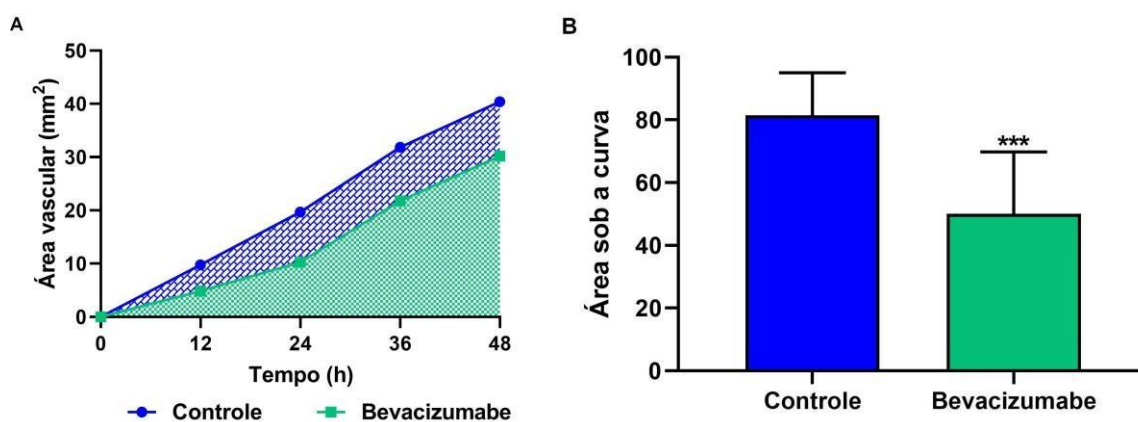 A
Área vascular (mm²)
50
40
30
20
10
0
0 12 24 36 48
Tempo (h)
Controle Bevacizumabe
B
Área sob a curva
100
80
60
40
20
0
***
Controle Bevacizumabe